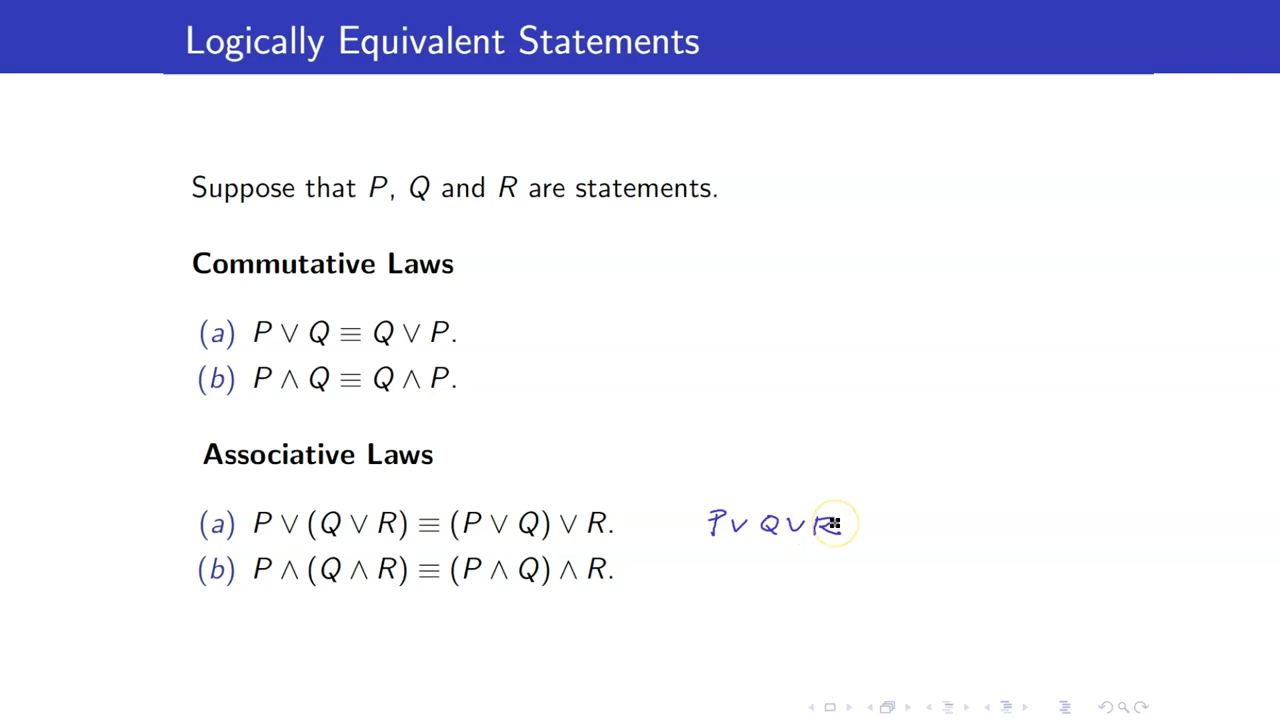 Logically Equivalent Statements
Suppose that P, Q and R are statements.
Commutative Laws
(a) P ∨ Q ≡ Q ∨ P.
(b) P ∧ Q ≡ Q ∧ P.
Associative Laws
(a) P ∨ (Q ∨ R) ≡ (P ∨ Q) ∨ R. P ∨ Q ∨ R
(b) P ∧ (Q ∧ R) ≡ (P ∧ Q) ∧ R.